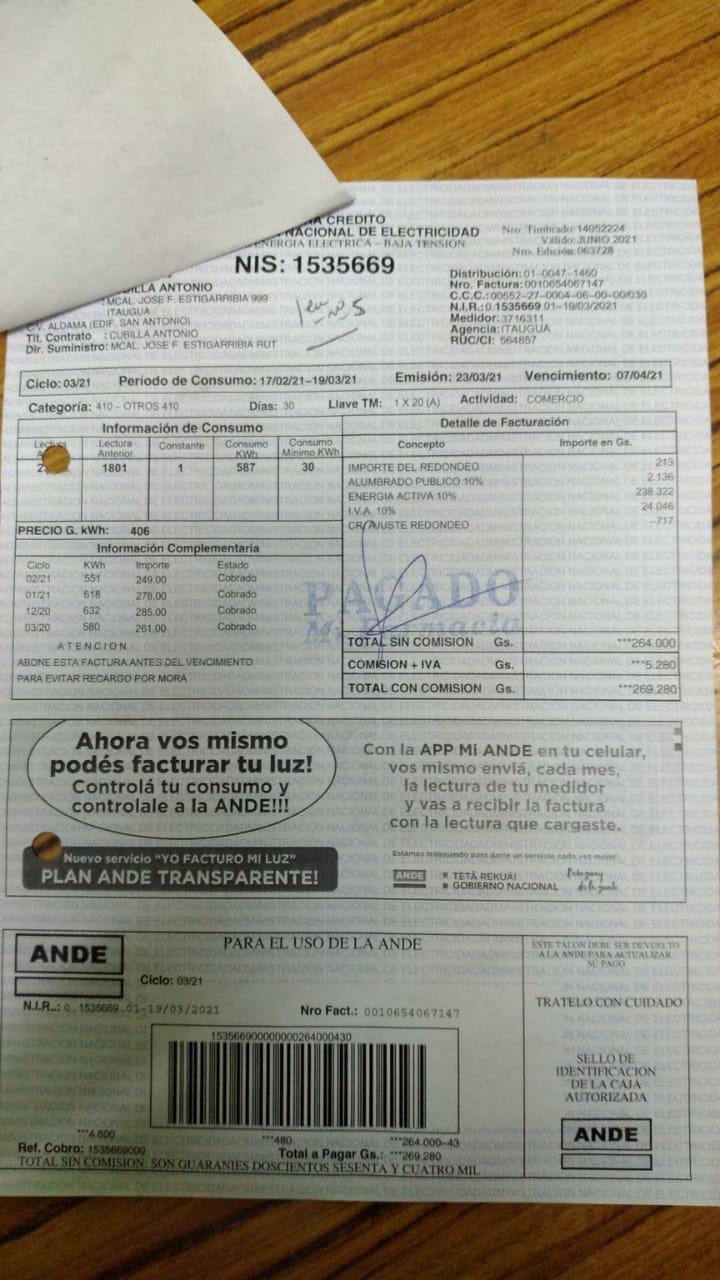 CREDITO
NACIONAL DE ELECTRICIDAD
ENERGIA ELECTRICA - BAJA TENSION
Nro. Timbrado: 14052224
Válido: JUNIO 2021
Nro. Edición: 063728
NIS: 1535669
ANTONIO
: MCAL JOSE F. ESTIGARRIBIA 999
ITAUGUA
C.V. ALDAMA (EDIF. SAN ANTONIO)
Tit. Contrato : CUBILLA ANTONIO
Dir. Suministro: MCAL. JOSE F. ESTIGARRIBIA RUT
Distribución: 01-0047-1460
Nro. Factura: 0010654067147
C.C.C.: 00552-27-0004-06-00-00/030
N.I.R.: 0.1535669.01-19/03/2021
Medidor: 3716311
Agencia: ITAUGUA
RUC/CI: 564857
Ciclo: 03/21 Período de Consumo: 17/02/21-19/03/21 Emisión: 23/03/21 Vencimiento: 07/04/21
Categoría: 410 - OTROS 410 Días: 30 Llave TM: 1 X 20 (A) Actividad: COMERCIO
Información de Consumo
Lectura
Lectura Anterior
Constante
Consumo KWh
Consumo Mínimo KWH
1801 1 587 30
PRECIO G. kWh: 406
Información Complementaria
Ciclo KWh Importe Estado
02/21 551 249.00 Cobrado
01/21 618 278.00 Cobrado
12/20 632 285.00 Cobrado
03/20 580 261.00 Cobrado
ATENCION
ABONE ESTA FACTURA ANTES DEL VENCIMIENTO
PARA EVITAR RECARGO POR MORA
Detalle de Facturación
Concepto Importe en Gs.
IMPORTE DEL REDONDEO 213
ALUMBRADO PUBLICO 10% 2.136
ENERGIA ACTIVA 10% 238.322
I.V.A. 10% 24.046
CR/AJUSTE REDONDEO -717
PAGADO
Mi Farmacia
TOTAL SIN COMISION Gs. ***264.000
COMISION + IVA Gs. ***5.280
TOTAL CON COMISION Gs. ***269.280
Ahora vos mismo
podés facturar tu luz!
Controlá tu consumo y
controlale a la ANDE!!!
Nuevo servicio "YO FACTURO MI LUZ"
PLAN ANDE TRANSPARENTE!
Con la APP Mi ANDE en tu celular,
vos mismo enviá, cada mes,
la lectura de tu medidor
y vas a recibir la factura
con la lectura que cargaste.
Estamos trabajando para darte un servicio cada vez mejor
ANDE
TETÃ REKUÁI
GOBIERNO NACIONAL
Paraguay
de la gente
ANDE
PARA EL USO DE LA ANDE
Ciclo: 03/21
N.I.R..: 0.1535669.01-19/03/2021 Nro Fact.: 0010654067147
15356690000000264000430
***4.800 ***480 ***264.000-43
Ref. Cobro: 1535669000 Total a Pagar Gs.: ***269.280
TOTAL SIN COMISION: SON GUARANIES DOSCIENTOS SESENTA Y CUATRO MIL
ESTE TALON DEBE SER DEVUELTO
A LA ANDE PARA ACTUALIZAR
SU PAGO
TRATELO CON CUIDADO
SELLO DE
IDENTIFICACION
DE LA CAJA
AUTORIZADA
ANDE